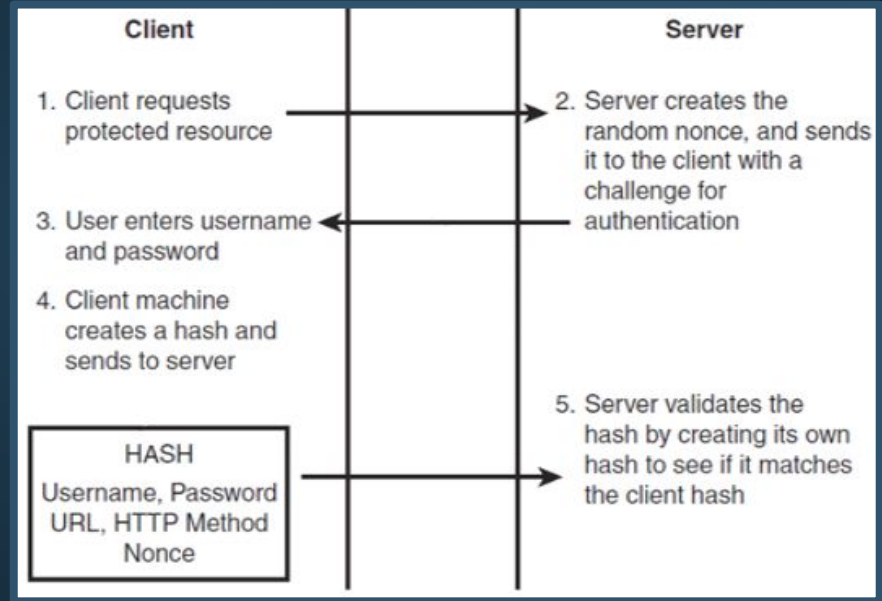 Client
Server
1. Client requests
protected resource
2. Server creates the
random nonce, and sends
it to the client with a
challenge for
authentication
3. User enters username
and password
4. Client machine
creates a hash and
sends to server
5. Server validates the
hash by creating its own
hash to see if it matches
the client hash
HASH
Username, Password
URL, HTTP Method
Nonce